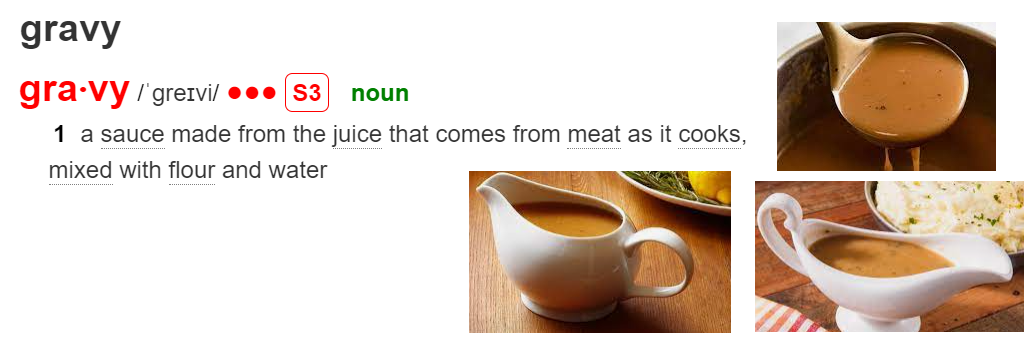 gravy
gra·vy /ˈɡreɪvi/ ●●● S3 noun
1 a sauce made from the juice that comes from meat as it cooks,
mixed with flour and water